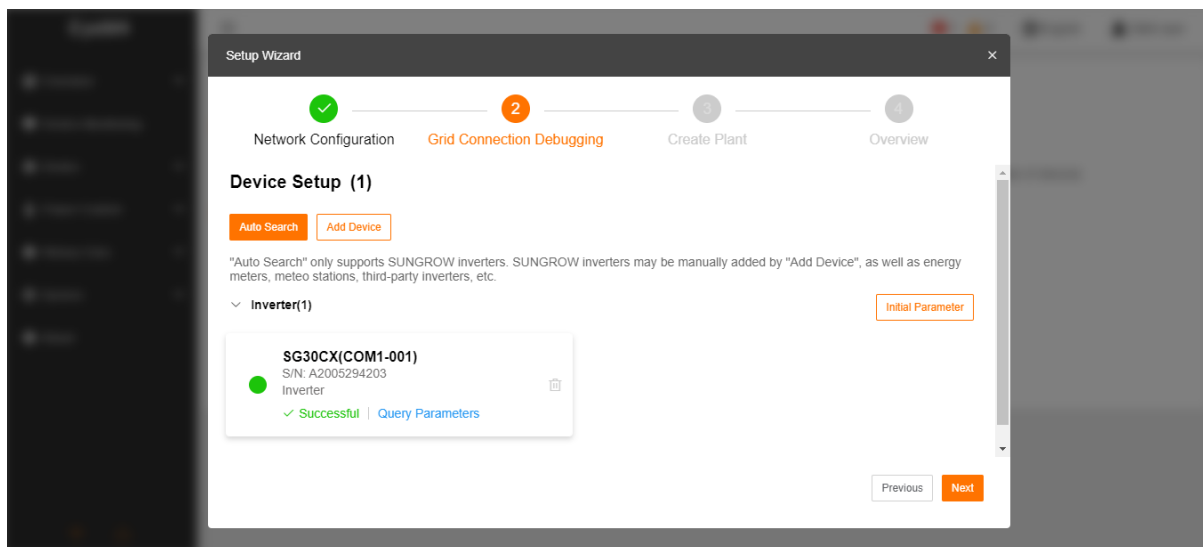 Setup Wizard
2
3
4
Network Configuration
Grid Connection Debugging
Create Plant
Overview
Device Setup (1)
Auto Search
Add Device
"Auto Search" only supports SUNGROW inverters. SUNGROW inverters may be manually added by "Add Device", as well as energy
meters, meteo stations, third-party inverters, etc.
Inverter(1)
Initial Parameter
SG30CX(COM1-001)
S/N: A2005294203
Inverter
Successful
Query Parameters
Previous
Next